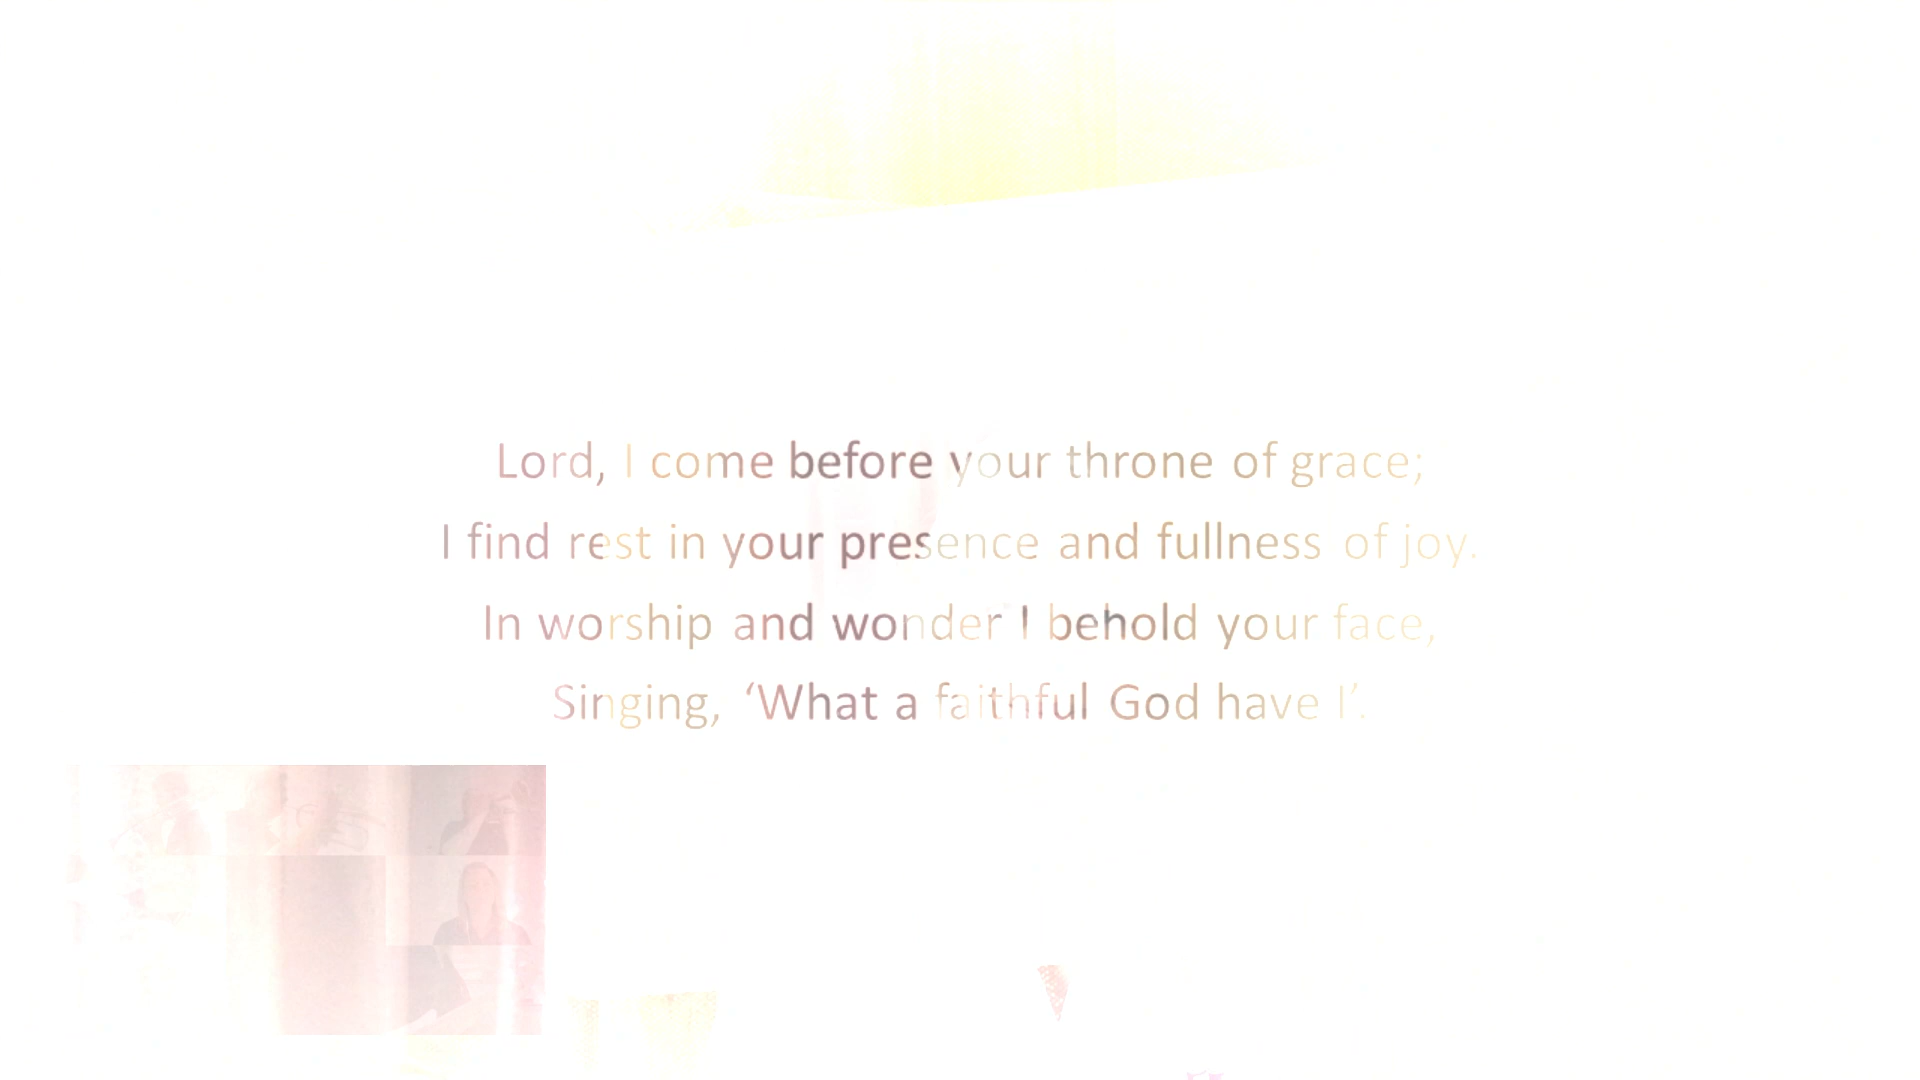 Lord, I come before your throne of grace;
I find rest in your presence and fullness of joy.
In worship and wonder I behold your face,
Singing, ‘What a faithful God have I’.